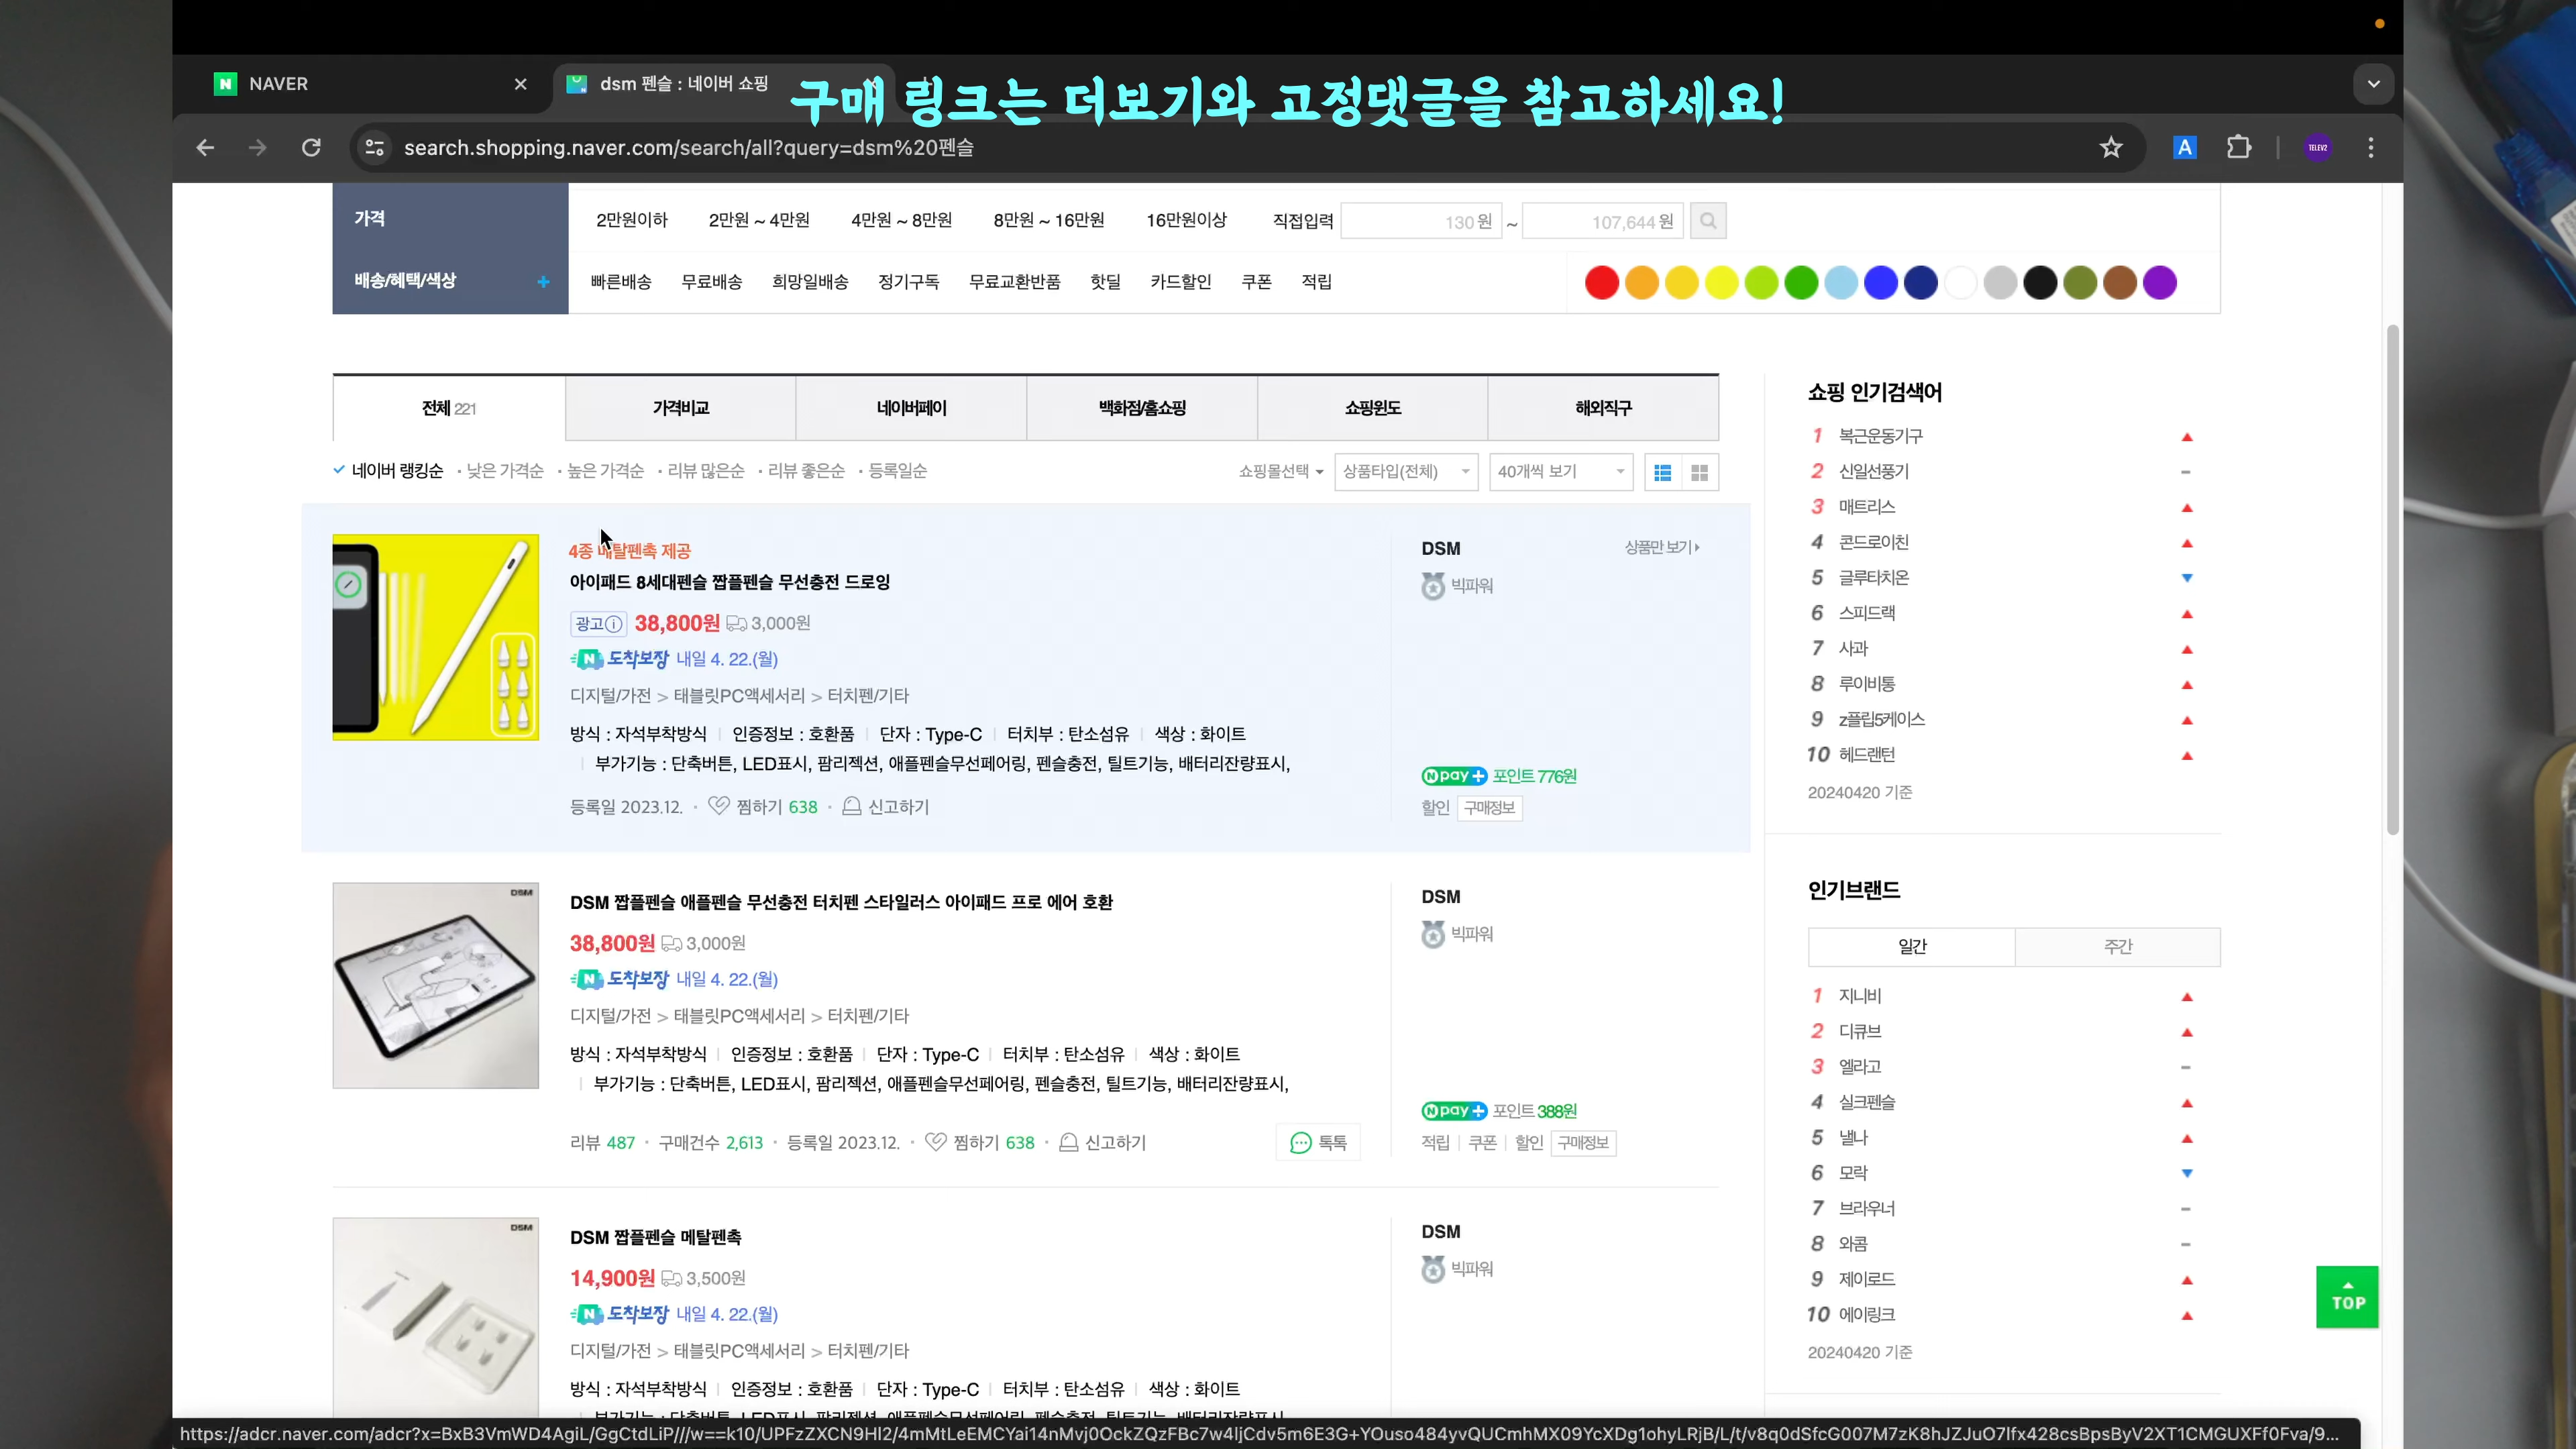 NAVER
dsm 펜슬 : 네이버 쇼핑
구매 링크는 더보기와 고정댓글을 참고하세요!
search.shopping.naver.com/search/all?query=dsm%20펜슬
A
TELEV2
가격
2만원이하 2만원 ~ 4만원 4만원 ~ 8만원 8만원 ~ 16만원 16만원이상 직접입력 130 원 ~ 107,644 원
배송/혜택/색상 +
빠른배송 무료배송 희망일배송 정기구독 무료교환반품 핫딜 카드할인 쿠폰 적립
전체 221 가격비교 네이버페이 백화점/홈쇼핑 쇼핑윈도 해외직구
네이버 랭킹순 · 낮은 가격순 · 높은 가격순 · 리뷰 많은순 · 리뷰 좋은순 · 등록일순
쇼핑몰선택 상품타입(전체) 40개씩 보기
4종 메탈펜촉 제공
아이패드 8세대펜슬 짭플펜슬 무선충전 드로잉
광고 38,800원 3,000원
N 도착보장 내일 4. 22.(월)
디지털/가전 > 태블릿PC액세서리 > 터치펜/기타
방식 : 자석부착방식 | 인증정보 : 호환품 | 단자 : Type-C | 터치부 : 탄소섬유 | 색상 : 화이트
| 부가기능 : 단축버튼, LED표시, 팜리젝션, 애플펜슬무선페어링, 펜슬충전, 틸트기능, 배터리잔량표시,
등록일 2023.12. · 찜하기 638 · 신고하기
DSM
상품만 보기
빅파워
N pay+ 포인트 776원
할인 구매정보
DSM
DSM 짭플펜슬 애플펜슬 무선충전 터치펜 스타일러스 아이패드 프로 에어 호환
38,800원 3,000원
N 도착보장 내일 4. 22.(월)
디지털/가전 > 태블릿PC액세서리 > 터치펜/기타
방식 : 자석부착방식 | 인증정보 : 호환품 | 단자 : Type-C | 터치부 : 탄소섬유 | 색상 : 화이트
| 부가기능 : 단축버튼, LED표시, 팜리젝션, 애플펜슬무선페어링, 펜슬충전, 틸트기능, 배터리잔량표시,
리뷰 487 · 구매건수 2,613 · 등록일 2023.12. · 찜하기 638 · 신고하기
톡톡
DSM
빅파워
N pay+ 포인트 388원
적립 | 쿠폰 | 할인 구매정보
DSM
DSM 짭플펜슬 메탈펜촉
14,900원 3,500원
N 도착보장 내일 4. 22.(월)
디지털/가전 > 태블릿PC액세서리 > 터치펜/기타
방식 : 자석부착방식 | 인증정보 : 호환품 | 단자 : Type-C | 터치부 : 탄소섬유 | 색상 : 화이트
DSM
빅파워
쇼핑 인기검색어
1 복근운동기구
2 신일선풍기
3 매트리스
4 콘드로이친
5 글루타치온
6 스피드랙
7 사과
8 루이비통
9 z플립5케이스
10 헤드랜턴
20240420 기준
인기브랜드
일간 주간
1 지니비
2 디큐브
3 엘라고
4 실크펜슬
5 낼나
6 모락
7 브라우너
8 와콤
9 제이로드
10 에이링크
20240420 기준
TOP